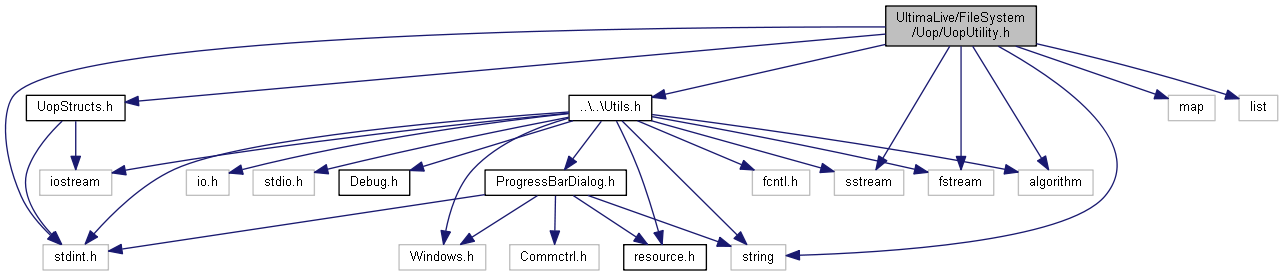 UltimaLive/FileSystem
/Uop/UopUtility.h
UopStructs.h
..\..\Utils.h
map
list
iostream
io.h
stdio.h
Debug.h
ProgressBarDialog.h
fcntl.h
sstream
fstream
algorithm
stdint.h
Windows.h
Commctrl.h
resource.h
string